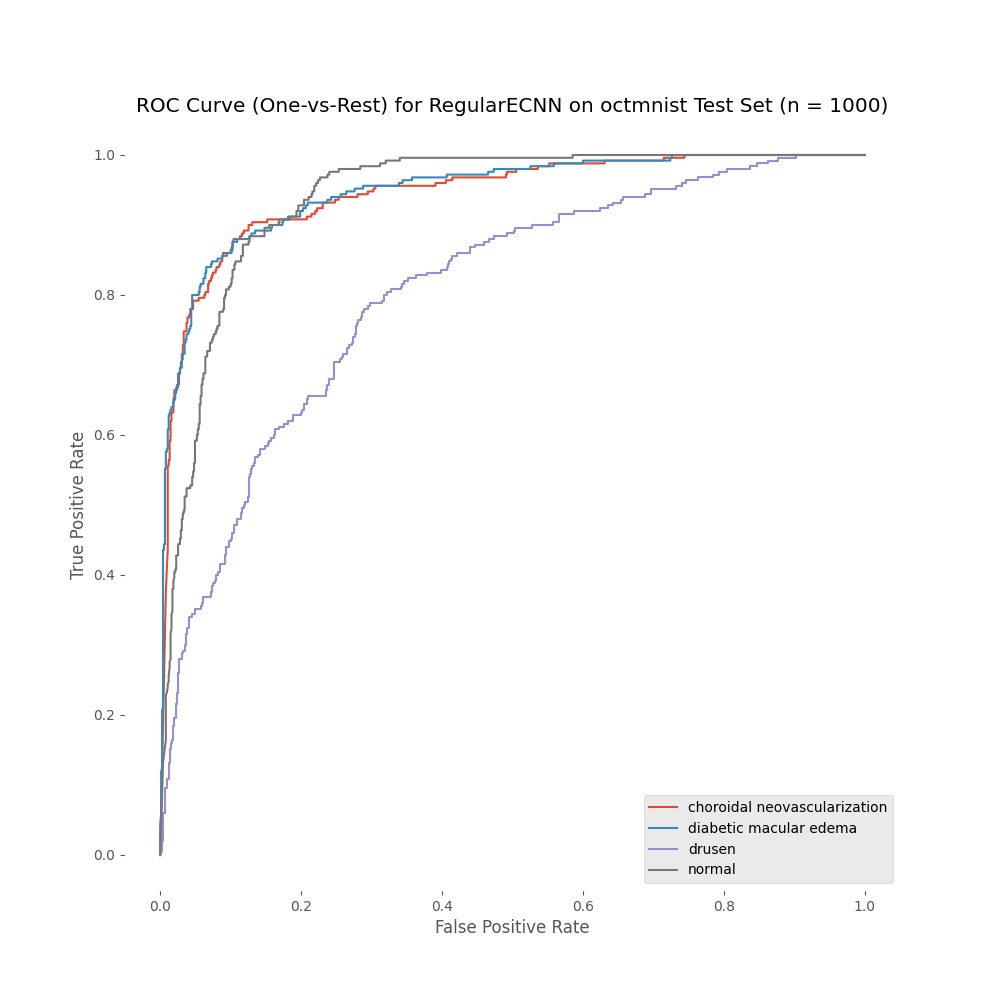 ROC Curve (One-vs-Rest) for RegularECNN on octmnist Test Set (n = 1000)
1.0
0.8
0.6
0.4
0.2
0.0
True Positive Rate
choroidal neovascularization
diabetic macular edema
drusen
normal
0.0 0.2 0.4 0.6 0.8 1.0
False Positive Rate